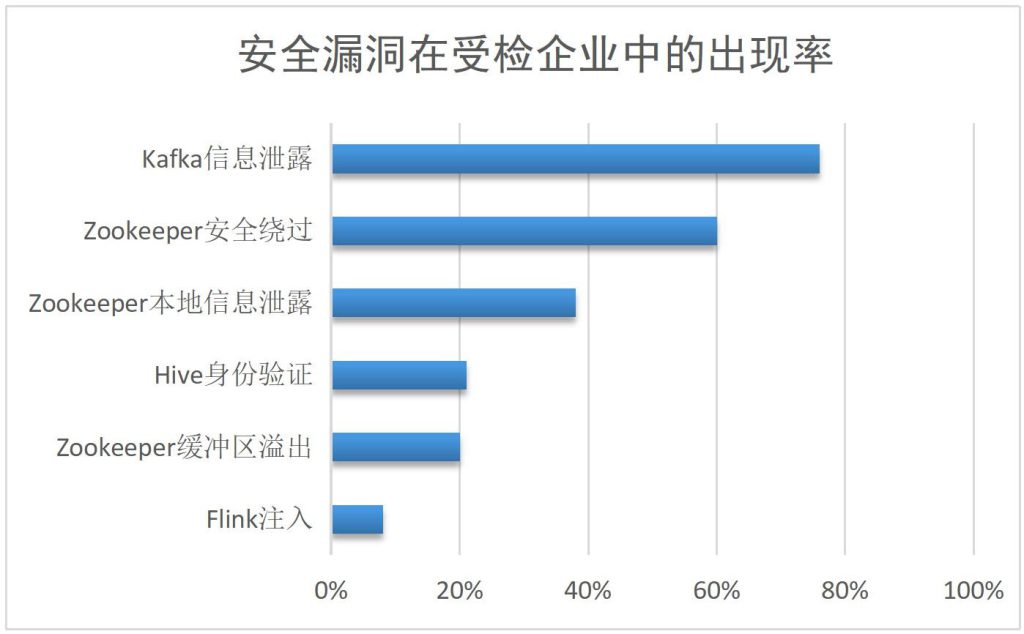 安全漏洞在受检企业中的出现率
Kafka信息泄露
Zookeeper安全绕过
Zookeeper本地信息泄露
Hive身份验证
Zookeeper缓冲区溢出
Flink注入
0% 20% 40% 60% 80% 100%